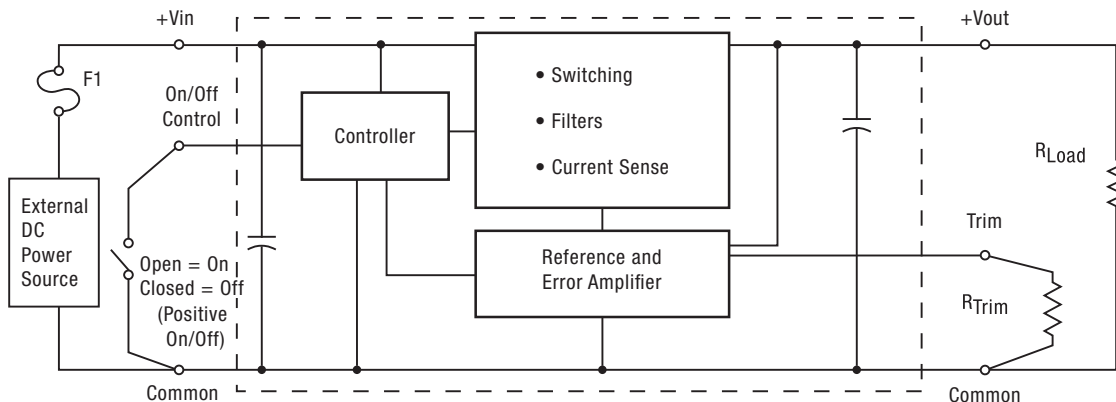 +Vin
+Vout
F1
On/Off
Control
Controller
• Switching
• Filters
• Current Sense
RLoad
External
DC
Power
Source
Open = On
Closed = Off
(Positive
On/Off)
Reference and
Error Amplifier
Trim
RTrim
Common
Common